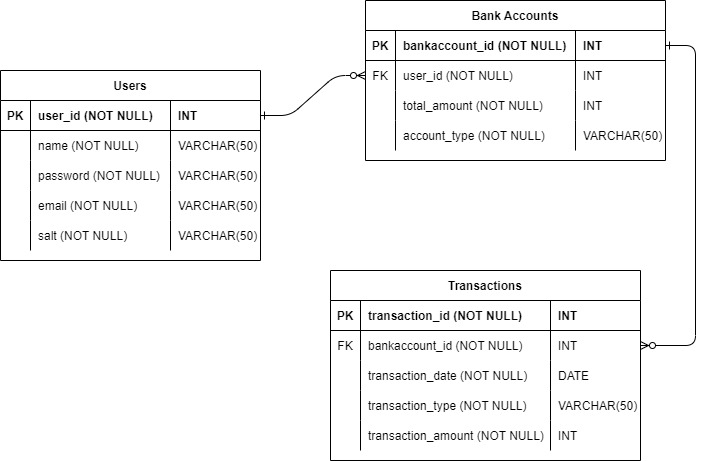 Bank Accounts
PK bankaccount_id (NOT NULL) INT
FK user_id (NOT NULL) INT
total_amount (NOT NULL) INT
account_type (NOT NULL) VARCHAR(50)
Users
PK user_id (NOT NULL) INT
name (NOT NULL) VARCHAR(50)
password (NOT NULL) VARCHAR(50)
email (NOT NULL) VARCHAR(50)
salt (NOT NULL) VARCHAR(50)
Transactions
PK transaction_id (NOT NULL) INT
FK bankaccount_id (NOT NULL) INT
transaction_date (NOT NULL) DATE
transaction_type (NOT NULL) VARCHAR(50)
transaction_amount (NOT NULL) INT